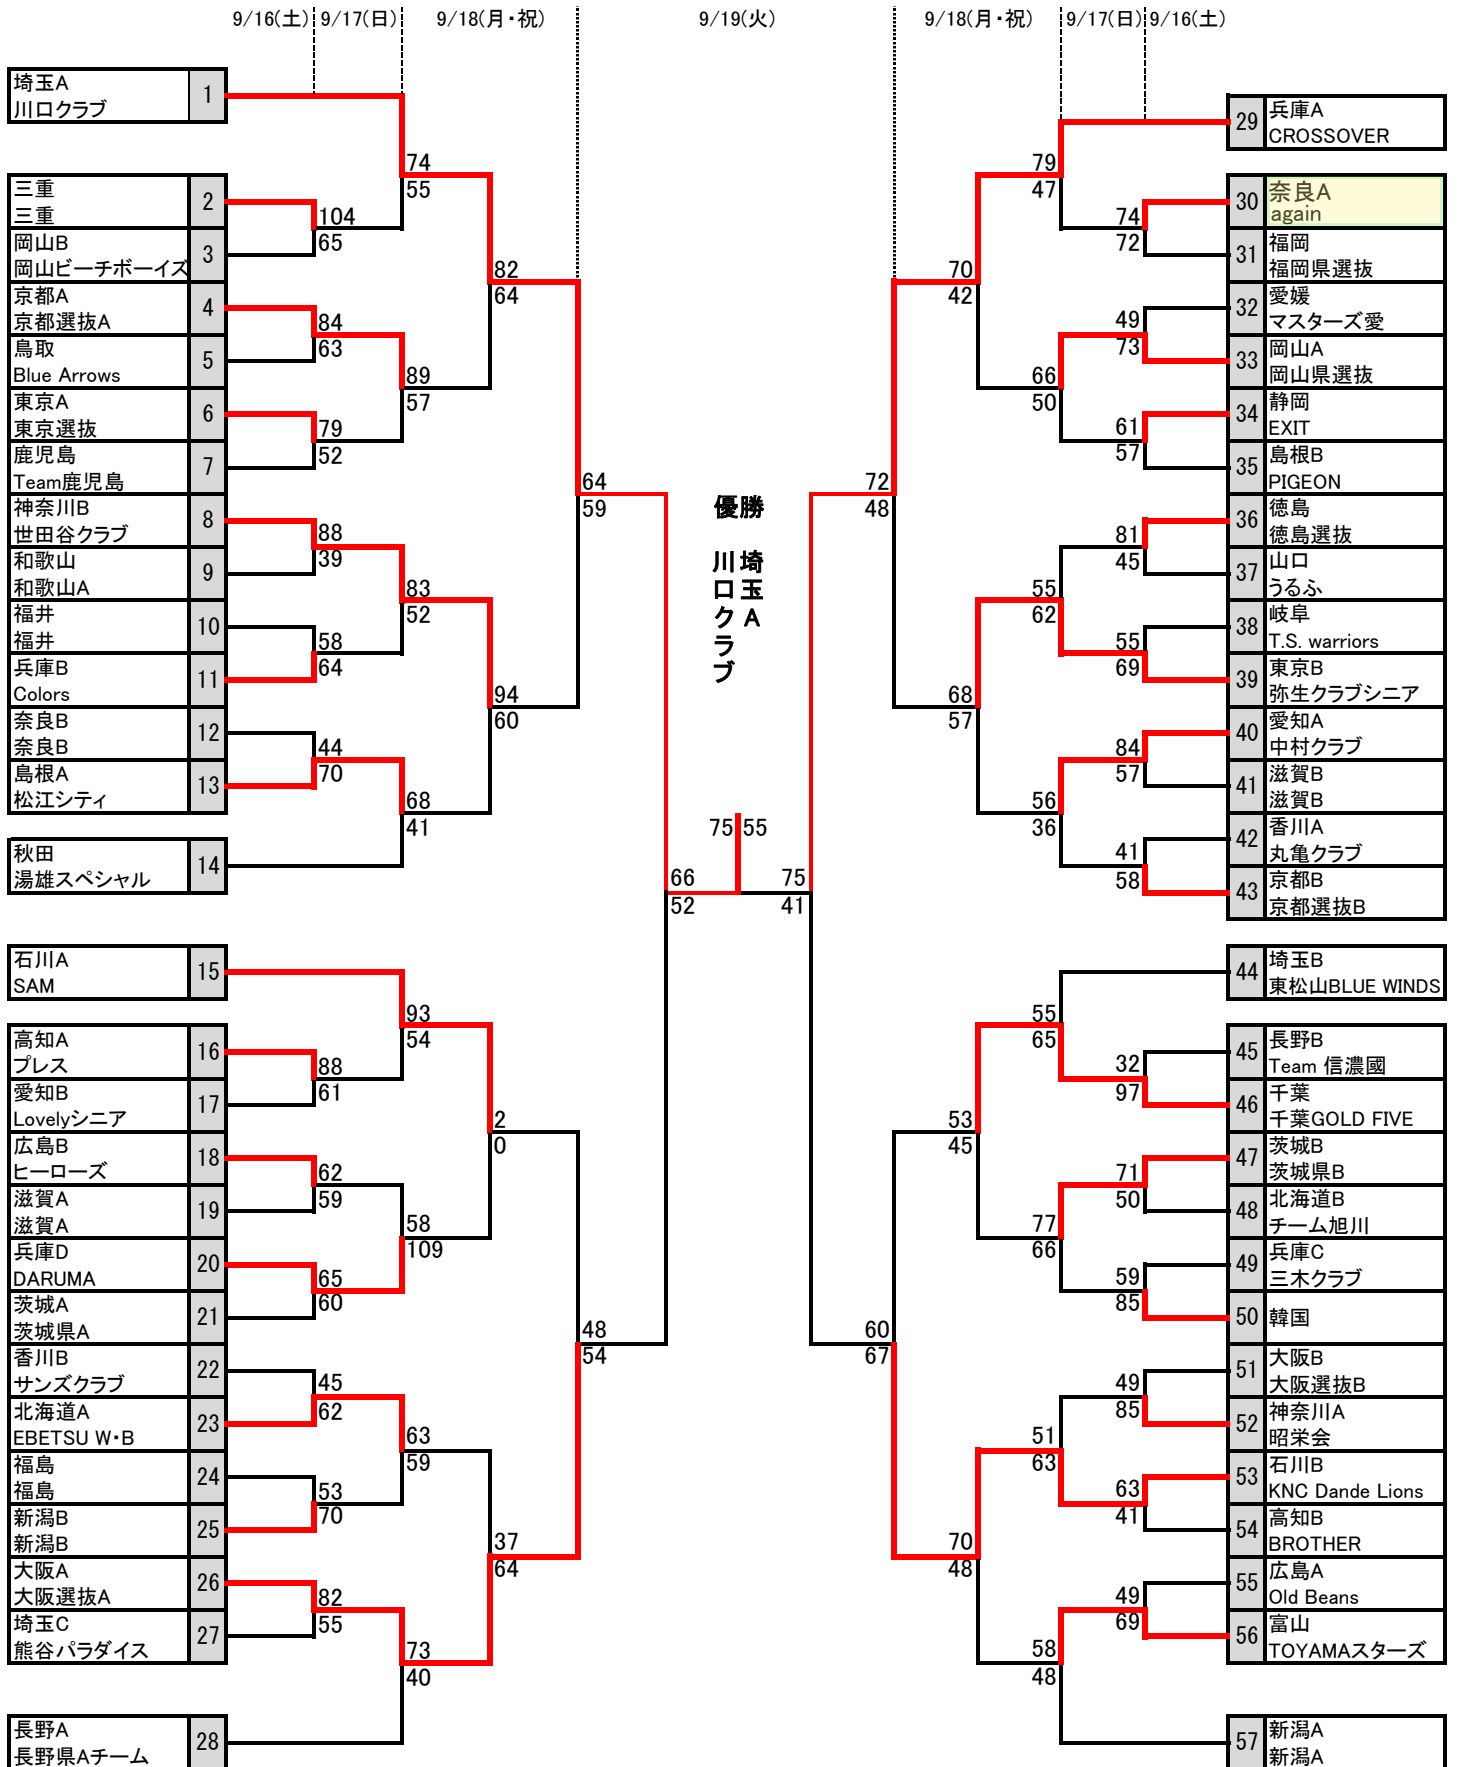 9/16(土) 9/17(日) 9/18(月・祝) 9/19(火) 9/18(月・祝) 9/17(日) 9/16(土)
埼玉A
川口クラブ
1
74
55
三重
三重
2
104
65
岡山B
岡山ビーチボーイズ
3
82
64
京都A
京都選抜A
4
84
63
鳥取
Blue Arrows
5
89
57
東京A
東京選抜
6
79
52
鹿児島
Team鹿児島
7
64
59
神奈川B
世田谷クラブ
8
88
39
和歌山
和歌山A
9
83
52
福井
福井
10
58
64
兵庫B
Colors
11
94
60
奈良B
奈良B
12
44
70
島根A
松江シティ
13
68
41
秋田
湯雄スペシャル
14
66
52
石川A
SAM
15
93
54
高知A
プレス
16
88
61
愛知B
Lovelyシニア
17
2
0
広島B
ヒーローズ
18
62
59
滋賀A
滋賀A
19
58
109
兵庫D
DARUMA
20
65
60
茨城A
茨城県A
21
48
54
香川B
サンズクラブ
22
45
62
北海道A
EBETSU W・B
23
63
59
福島
福島
24
53
70
新潟B
新潟B
25
37
64
大阪A
大阪選抜A
26
82
55
埼玉C
熊谷パラダイス
27
73
40
長野A
長野県Aチーム
28
優勝
埼玉A
川口クラブ
75 55
29
兵庫A
CROSSOVER
79
47
30
奈良A
again
74
72
31
福岡
福岡県選抜
70
42
32
愛媛
マスターズ愛
49
73
33
岡山A
岡山県選抜
66
50
34
静岡
EXIT
61
57
35
島根B
PIGEON
72
48
36
徳島
徳島選抜
81
45
37
山口
うるふ
55
62
38
岐阜
T.S. warriors
55
69
39
東京B
弥生クラブシニア
68
57
40
愛知A
中村クラブ
84
57
41
滋賀B
滋賀B
56
36
42
香川A
丸亀クラブ
41
58
43
京都B
京都選抜B
75
41
44
埼玉B
東松山BLUE WINDS
55
65
45
長野B
Team 信濃國
32
97
46
千葉
千葉GOLD FIVE
53
45
47
茨城B
茨城県B
71
50
48
北海道B
チーム旭川
77
66
49
兵庫C
三木クラブ
59
85
50
韓国
60
67
51
大阪B
大阪選抜B
49
85
52
神奈川A
昭栄会
51
63
53
石川B
KNC Dande Lions
63
41
54
高知B
BROTHER
70
48
55
広島A
Old Beans
49
69
56
富山
TOYAMAスターズ
58
48
57
新潟A
新潟A